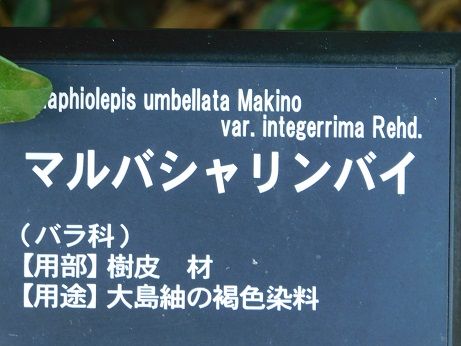 aphiolepis umbellata Makino
var. integerrima Rehd.
マルバシャリンバイ
（バラ科）
【用部】樹皮　材
【用途】大島紬の褐色染料